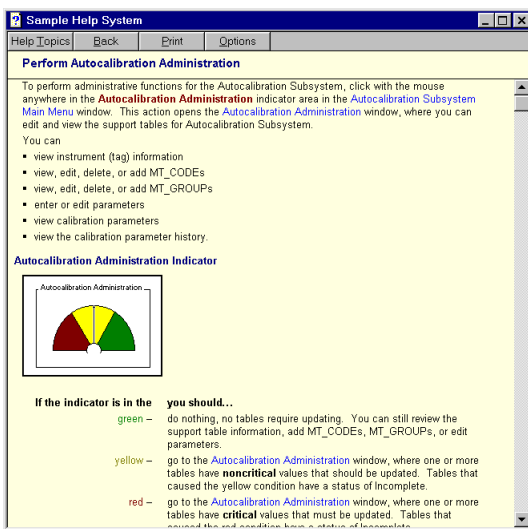 Sample Help System
Help Topics Back Print Options
Perform Autocalibration Administration
To perform administrative functions for the Autocalibration Subsystem, click with the mouse
anywhere in the Autocalibration Administration indicator area in the Autocalibration Subsystem
Main Menu window. This action opens the Autocalibration Administration window, where you can
edit and view the support tables for Autocalibration Subsystem.
You can
▪ view instrument (tag) information
▪ view, edit, delete, or add MT_CODEs
▪ view, edit, delete, or add MT_GROUPs
▪ enter or edit parameters
▪ view calibration parameters
▪ view the calibration parameter history.
Autocalibration Administration Indicator
Autocalibration Administration
If the indicator is in the you should...
green – do nothing, no tables require updating. You can still review the
support table information, add MT_CODEs, MT_GROUPs, or edit
parameters.
yellow – go to the Autocalibration Administration window, where one or more
tables have noncritical values that should be updated. Tables that
caused the yellow condition have a status of Incomplete.
red – go to the Autocalibration Administration window, where one or more
tables have critical values that must be updated. Tables that
caused the red condition have a status of Incomplete